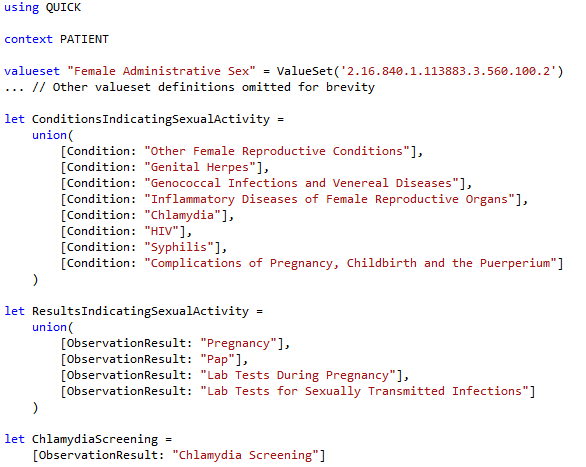 using QUICK
context PATIENT
valueset "Female Administrative Sex" = ValueSet('2.16.840.1.113883.3.560.100.2')
... // Other valueset definitions omitted for brevity
let ConditionsIndicatingSexualActivity =
union(
[Condition: "Other Female Reproductive Conditions"],
[Condition: "Genital Herpes"],
[Condition: "Genococcal Infections and Venereal Diseases"],
[Condition: "Inflammatory Diseases of Female Reproductive Organs"],
[Condition: "Chlamydia"],
[Condition: "HIV"],
[Condition: "Syphilis"],
[Condition: "Complications of Pregnancy, Childbirth and the Puerperium"]
)
let ResultsIndicatingSexualActivity =
union(
[ObservationResult: "Pregnancy"],
[ObservationResult: "Pap"],
[ObservationResult: "Lab Tests During Pregnancy"],
[ObservationResult: "Lab Tests for Sexually Transmitted Infections"]
)
let ChlamydiaScreening =
[ObservationResult: "Chlamydia Screening"]